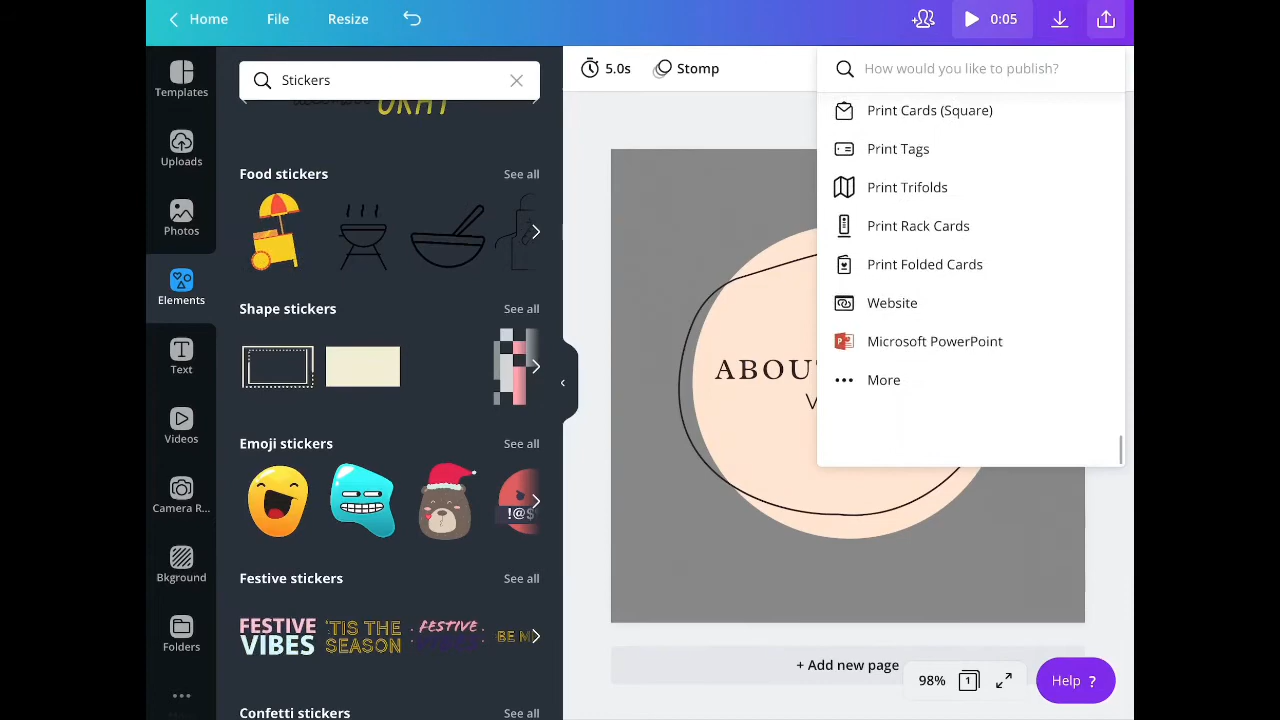 Home
File
Resize
0:05
Templates
Uploads
Photos
Elements
Text
Videos
Camera R...
Bkground
Folders
Stickers
OKAY
Food stickers
See all
Shape stickers
See all
Emoji stickers
See all
!@$
Festive stickers
See all
FESTIVE
VIBES
'TIS THE
SEASON
FESTIVE
BE M
Confetti stickers
See all
5.0s
Stomp
How would you like to publish?
Print Cards (Square)
Print Tags
Print Trifolds
Print Rack Cards
Print Folded Cards
Website
Microsoft PowerPoint
More
ABOU
+ Add new page
98%
1
Help ?